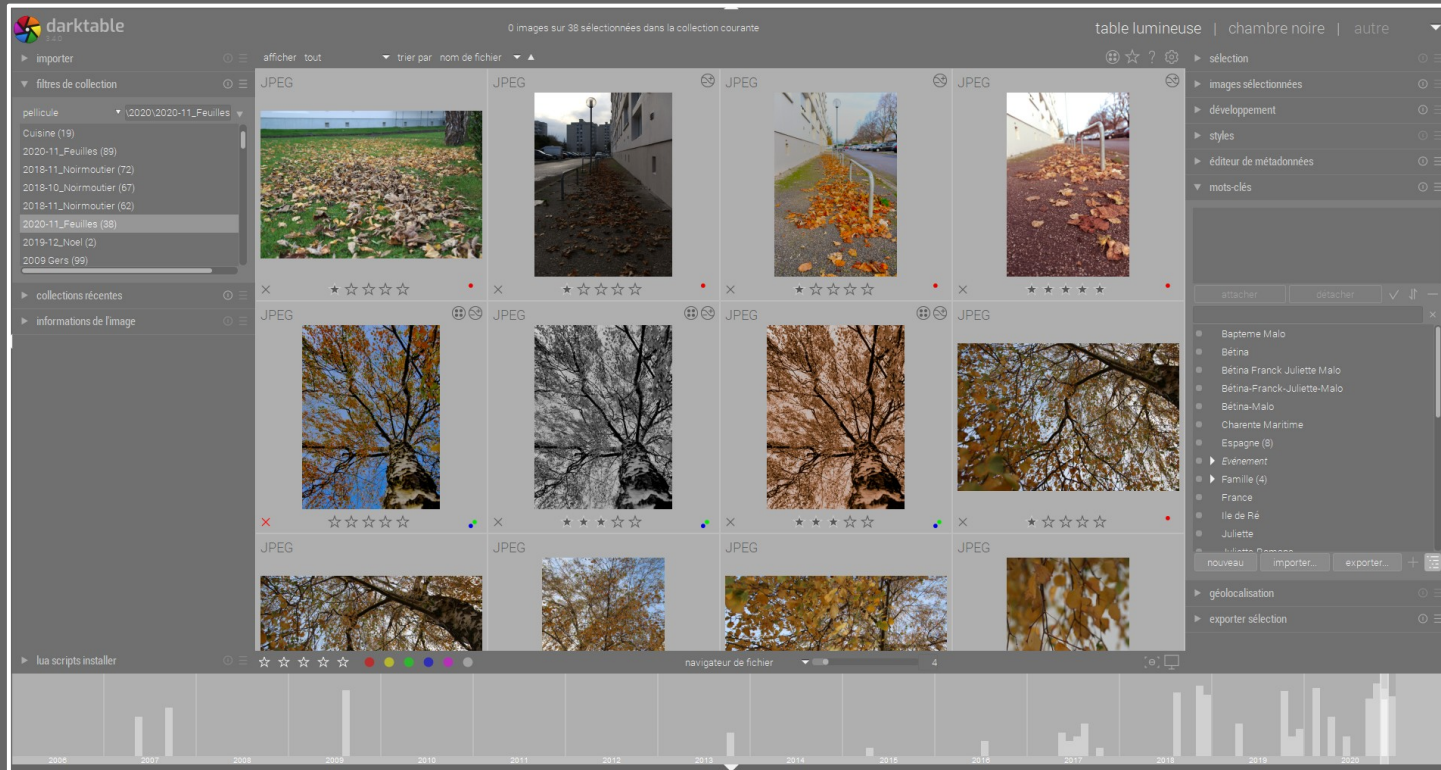 darktable
0 images sur 38 sélectionnées dans la collection courante
table lumineuse | chambre noire | autre
importer
afficher tout trier par nom de fichier
sélection
filtres de collection
images sélectionnées
pellicule \2020\2020-11_Feuilles
développement
Cuisine (19)
styles
2020-11_Feuilles (89)
éditeur de métadonnées
2018-11_Noirmoutier (72)
mots-clés
2018-10_Noirmoutier (67)
2018-11_Noirmoutier (62)
2020-11_Feuilles (38)
2019-12_Noel (2)
2009 Gers (99)
JPEG JPEG JPEG JPEG
collections récentes
attacher détacher
informations de l'image
JPEG JPEG JPEG JPEG
Bapteme Malo
Bétina
Bétina Franck Juliette Malo
Bétina-Franck-Juliette-Malo
Bétina-Malo
Charente Maritime
Espagne (8)
Evénement
Famille (4)
France
Ile de Ré
Juliette
Juliette-Romane
JPEG JPEG JPEG JPEG
nouveau importer... exporter...
géolocalisation
exporter sélection
lua scripts installer
navigateur de fichier 4
2006 2007 2008 2009 2010 2011 2012 2013 2014 2015 2016 2017 2018 2019 2020